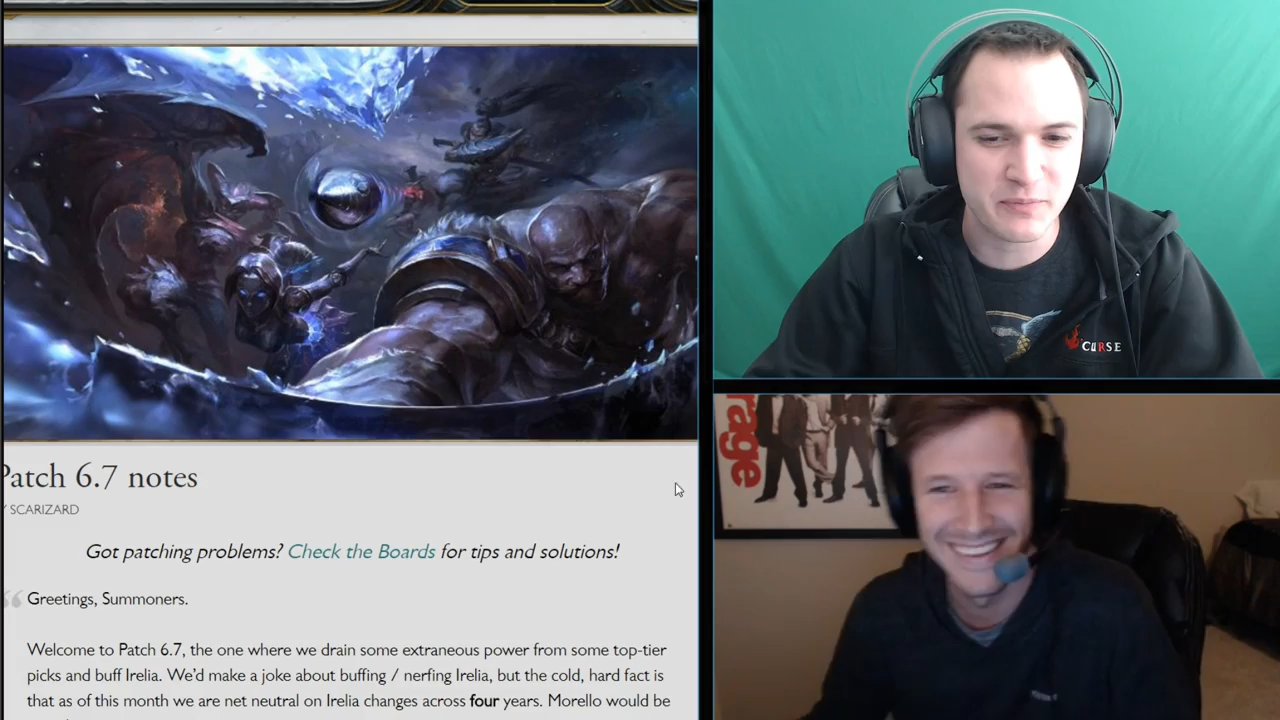 Patch 6.7 notes
Y SCARIZARD
Got patching problems? Check the Boards for tips and solutions!
Greetings, Summoners.
Welcome to Patch 6.7, the one where we drain some extraneous power from some top-tier
picks and buff Irelia. We'd make a joke about buffing / nerfing Irelia, but the cold, hard fact is
that as of this month we are net neutral on Irelia changes across four years. Morello would be
CURSE
rage